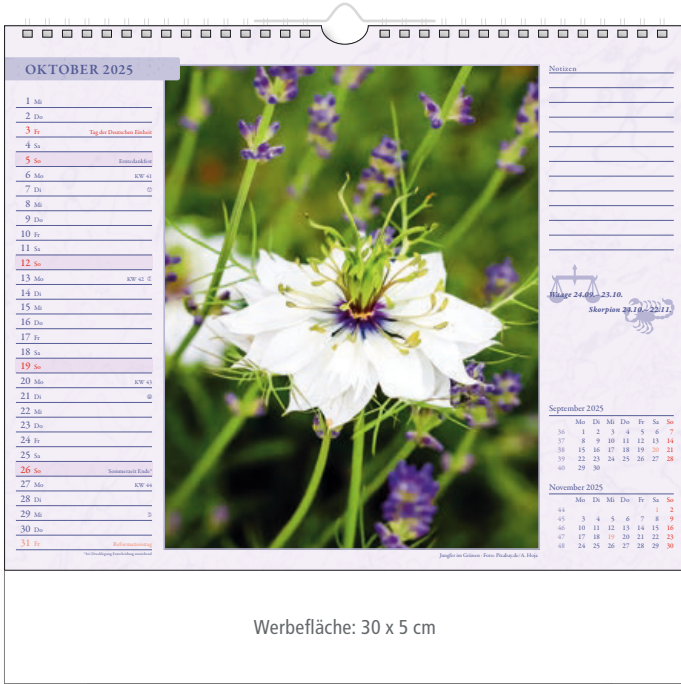 OKTOBER 2025
1 Mi
2 Do
3 Fr Tag der Deutschen Einheit
4 Sa
5 So Erntedankfest
6 Mo KW 41
7 Di
8 Mi
9 Do
10 Fr
11 Sa
12 So
13 Mo KW 42
14 Di
15 Mi
16 Do
17 Fr
18 Sa
19 So
20 Mo KW 43
21 Di
22 Mi
23 Do
24 Fr
25 Sa
26 So Sommerzeit Ende*
27 Mo KW 44
28 Di
29 Mi
30 Do
31 Fr Reformationstag
Jungfer im Grünen · Foto: Pixabay.de/A. Hoja
Notizen
Waage 24.09. - 23.10.
Skorpion 24.10. - 22.11.
September 2025
Mo Di Mi Do Fr Sa So
36 1 2 3 4 5 6 7
37 8 9 10 11 12 13 14
38 15 16 17 18 19 20 21
39 22 23 24 25 26 27 28
40 29 30
November 2025
Mo Di Mi Do Fr Sa So
44 1 2
45 3 4 5 6 7 8 9
46 10 11 12 13 14 15 16
47 17 18 19 20 21 22 23
48 24 25 26 27 28 29 30
Werbefläche: 30 x 5 cm